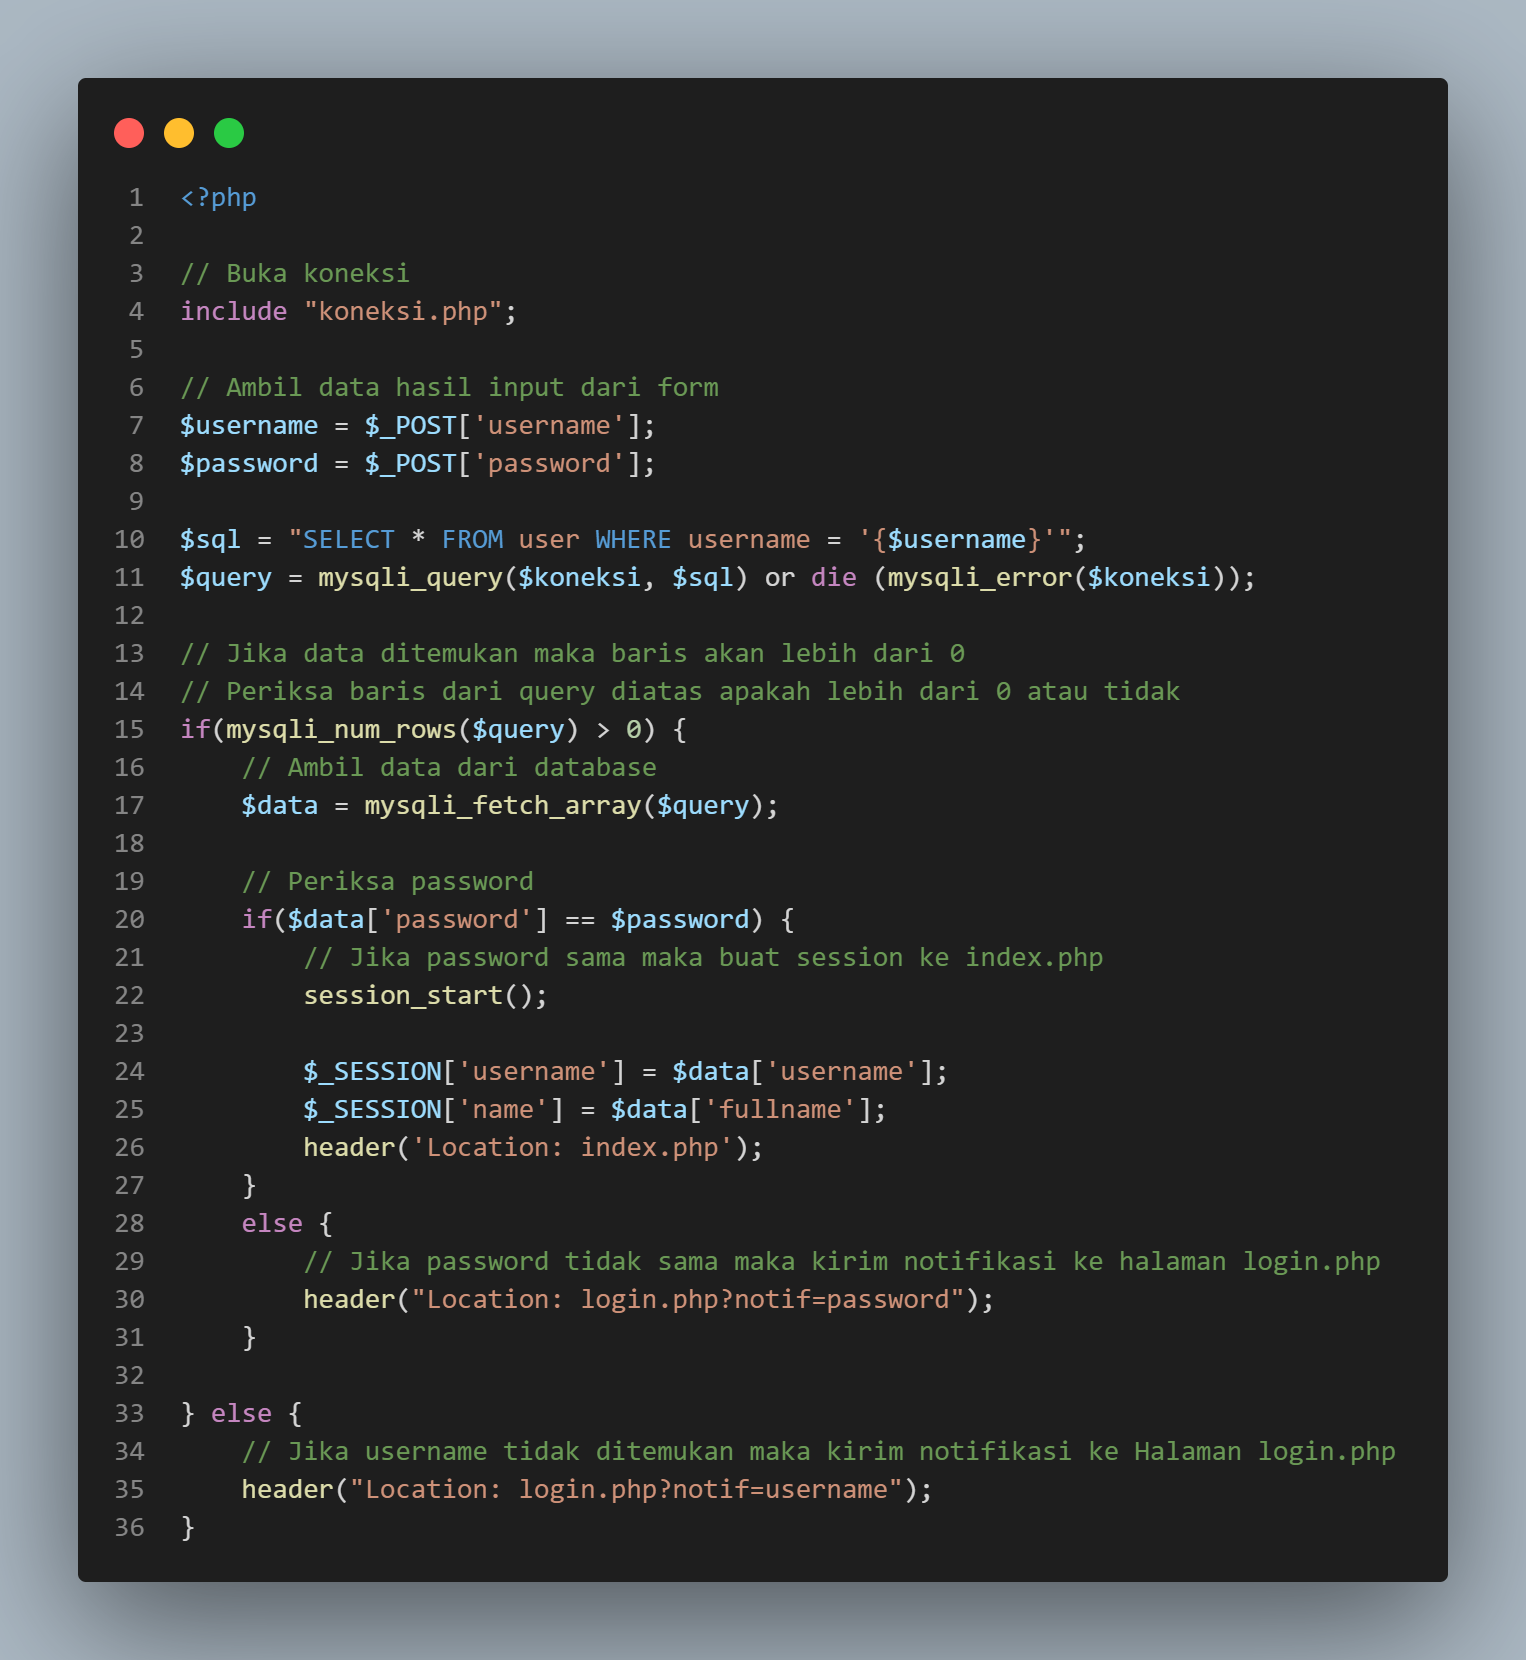 1 <?php
2
3 // Buka koneksi
4 include "koneksi.php";
5
6 // Ambil data hasil input dari form
7 $username = $_POST['username'];
8 $password = $_POST['password'];
9
10 $sql = "SELECT * FROM user WHERE username = '{$username}'";
11 $query = mysqli_query($koneksi, $sql) or die (mysqli_error($koneksi));
12
13 // Jika data ditemukan maka baris akan lebih dari 0
14 // Periksa baris dari query diatas apakah lebih dari 0 atau tidak
15 if(mysqli_num_rows($query) > 0) {
16     // Ambil data dari database
17     $data = mysqli_fetch_array($query);
18
19     // Periksa password
20     if($data['password'] == $password) {
21         // Jika password sama maka buat session ke index.php
22         session_start();
23
24         $_SESSION['username'] = $data['username'];
25         $_SESSION['name'] = $data['fullname'];
26         header('Location: index.php');
27     }
28     else {
29         // Jika password tidak sama maka kirim notifikasi ke halaman login.php
30         header("Location: login.php?notif=password");
31     }
32
33 } else {
34     // Jika username tidak ditemukan maka kirim notifikasi ke Halaman login.php
35     header("Location: login.php?notif=username");
36 }